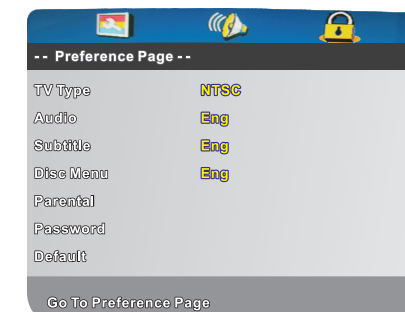 -- Preference Page --
TV Type NTSC
Audio Eng
Subtitle Eng
Disc Menu Eng
Parental
Password
Default
Go To Preference Page